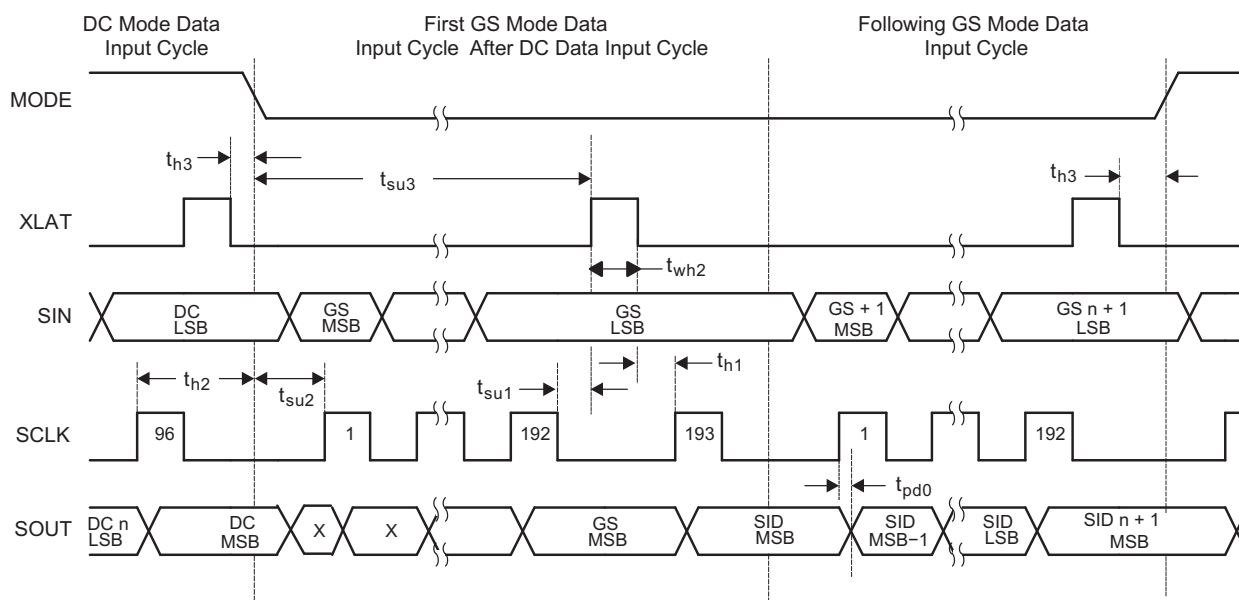 DC Mode Data
Input Cycle
First GS Mode Data
Input Cycle After DC Data Input Cycle
Following GS Mode Data
Input Cycle
MODE
th3
tsu3
th3
XLAT
twh2
SIN
DC
LSB
GS
MSB
GS
LSB
GS + 1
MSB
GS n + 1
LSB
th2
tsu2
tsu1
th1
SCLK
96
1
192
193
1
192
tpd0
SOUT
DC n
LSB
DC
MSB
X
X
GS
MSB
SID
MSB
SID
MSB−1
SID
LSB
SID n + 1
MSB